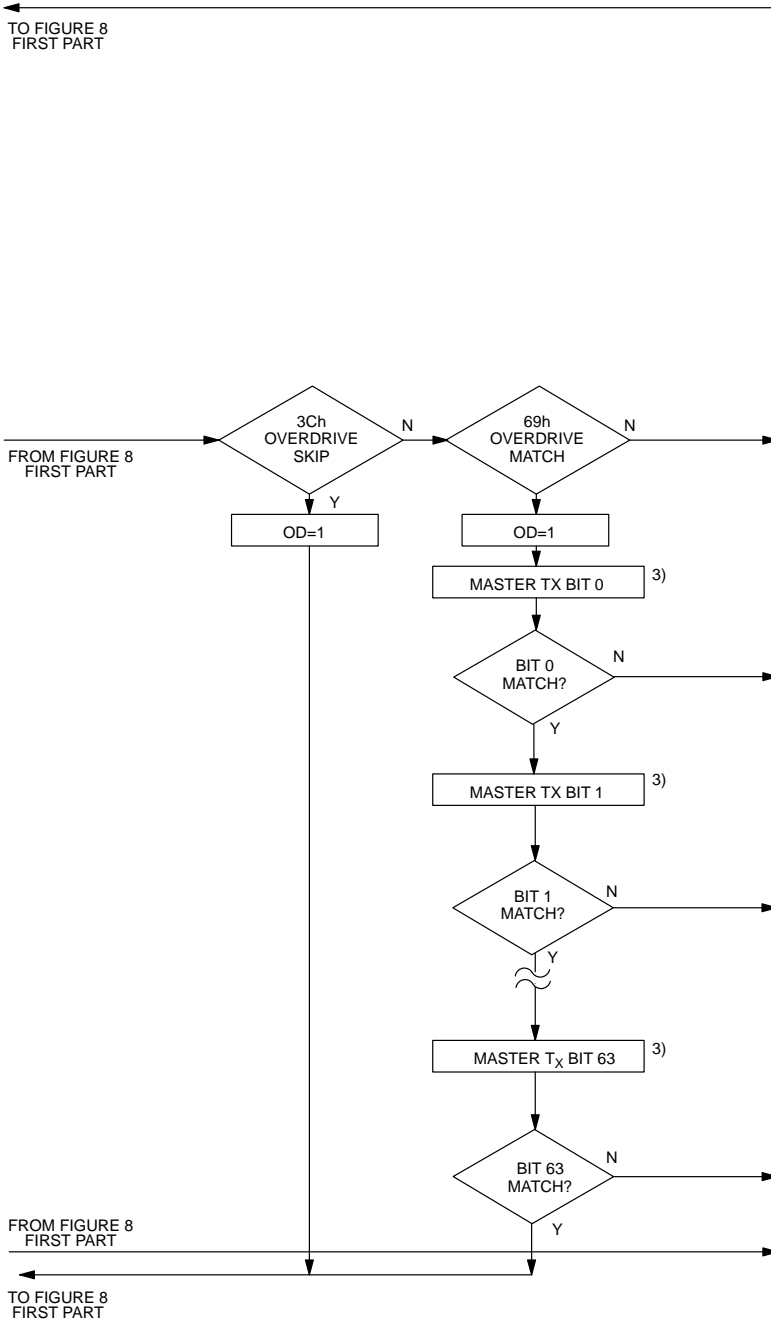 TO FIGURE 8
FIRST PART
3Ch
OVERDRIVE
SKIP
N
69h
OVERDRIVE
MATCH
N
FROM FIGURE 8
FIRST PART
Y
OD=1
OD=1
MASTER TX BIT 0
3)
BIT 0
MATCH?
N
Y
MASTER TX BIT 1
3)
BIT 1
MATCH?
N
Y
MASTER TX BIT 63
3)
BIT 63
MATCH?
N
Y
FROM FIGURE 8
FIRST PART
TO FIGURE 8
FIRST PART